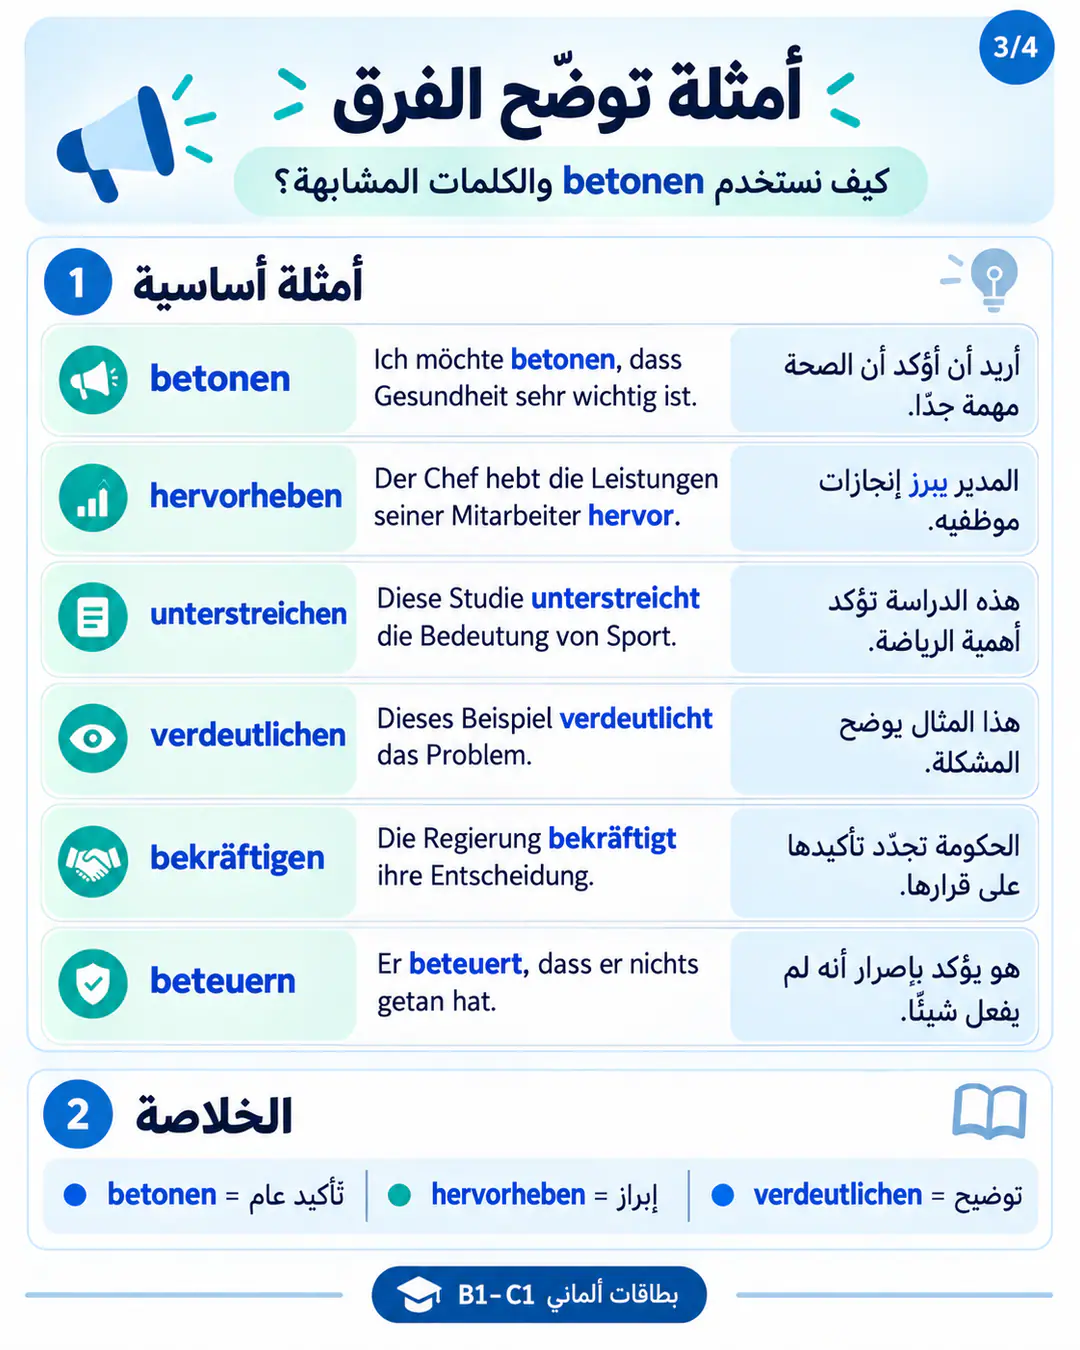 3/4
أمثلة توضّح الفرق
كيف نستخدم betonen والكلمات المشابهة؟
1
أمثلة أساسية
betonen
Ich möchte betonen, dass
Gesundheit sehr wichtig ist.
أريد أن أؤكد أن الصحة
مهمة جدّا.
hervorheben
Der Chef hebt die Leistungen
seiner Mitarbeiter hervor.
المدير يبرز إنجازات
موظفيه.
unterstreichen
Diese Studie unterstreicht
die Bedeutung von Sport.
هذه الدراسة تؤكد
أهمية الرياضة.
verdeutlichen
Dieses Beispiel verdeutlicht
das Problem.
هذا المثال يوضح
المشكلة.
bekräftigen
Die Regierung bekräftigt
ihre Entscheidung.
الحكومة تجدّد تأكيدها
على قرارها.
beteuern
Er beteuert, dass er nichts
getan hat.
هو يؤكد بإصرار أنه لم
يفعل شيئًا.
2
الخلاصة
betonen = تأكيد عام
hervorheben = إبراز
verdeutlichen = توضيح
بطاقات ألماني B1-C1